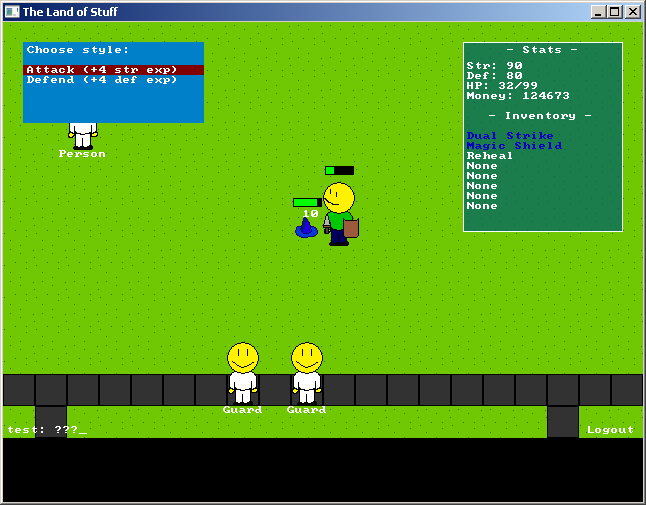 The Land of Stuff
Choose style:
Attack (+4 str exp)
Defend (+4 def exp)
Person
- Stats -
Str: 90
Def: 80
HP: 32/99
Money: 124673
- Inventory -
Dual Strike
Magic Shield
Reheal
None
None
None
None
None
10
Guard
Guard
test: ???_
Logout